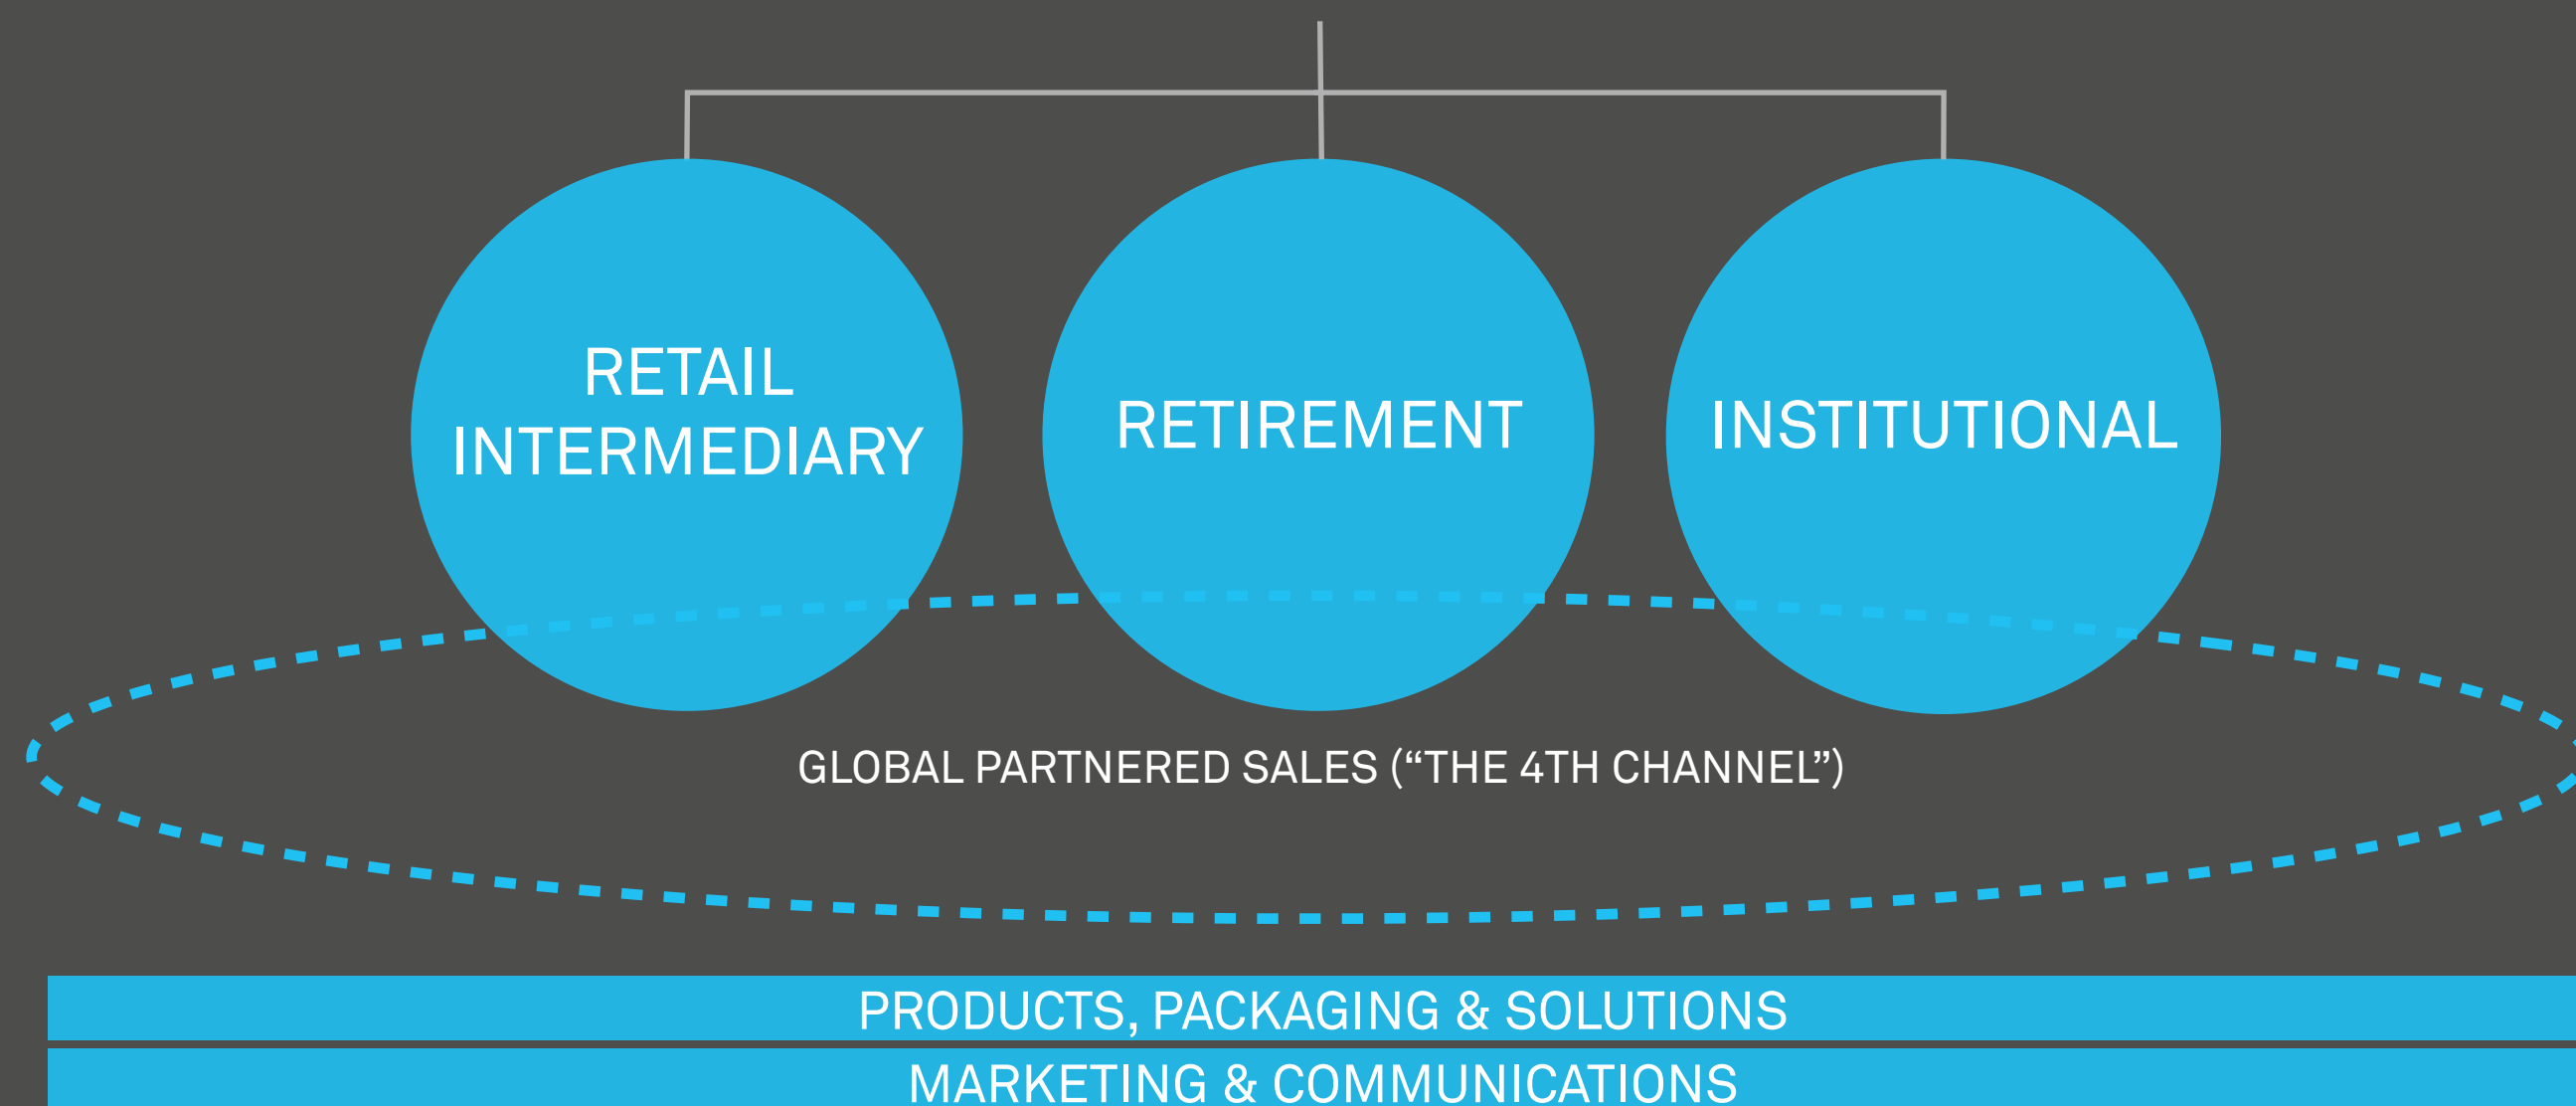 RETAIL
INTERMEDIARY
RETIREMENT
INSTITUTIONAL
GLOBAL PARTNERED SALES (“THE 4TH CHANNEL”)
PRODUCTS, PACKAGING & SOLUTIONS
MARKETING & COMMUNICATIONS